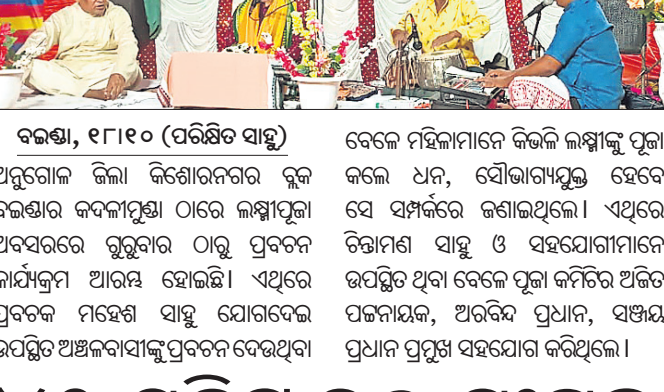 ବଇଣ୍ଡା, ୧୮।୧୦ (ପରିକ୍ଷିତ ସାହୁ)
ଅନୁଗୋଳ ଜିଲା କିଶୋରନଗର ବ୍ଲକ
ବଇଣ୍ଡାର କଦଳୀମୁଣ୍ଡା ଠାରେ ଲକ୍ଷ୍ମୀପୂଜା
ଅବସରରେ ଗୁରୁବାର ଠାରୁ ପ୍ରବଚନ
କାର୍ଯ୍ୟକ୍ରମ ଆରମ୍ଭ ହୋଇଛି। ଏଥିରେ
ପ୍ରବଚକ ମହେଶ ସାହୁ ଯୋଗଦେଇ
ଉପସ୍ଥିତ ଅଞ୍ଚଳବାସୀଙ୍କୁ ପ୍ରବଚନ ଦେଉଥିବା
ବେଳେ ମହିଳାମାନେ କିଭଳି ଲକ୍ଷ୍ମୀଙ୍କୁ ପୂଜା
କଲେ ଧନ, ସୌଭାଗ୍ୟଯୁକ୍ତ ହେବେ
ସେ ସମ୍ପର୍କରେ ଜଣାଇଥିଲେ। ଏଥିରେ
ଚିନ୍ତାମଣ ସାହୁ ଓ ସହଯୋଗୀମାନେ
ଉପସ୍ଥିତ ଥିବା ବେଳେ ପୂଜା କମିଟିର ଅଜିତ
ପଟ୍ଟନାୟକ, ଅରବିନ୍ଦ ପ୍ରଧାନ, ସଞ୍ଜୟ
ପ୍ରଧାନ ପ୍ରମୁଖ ସହଯୋଗ କରିଥିଲେ।